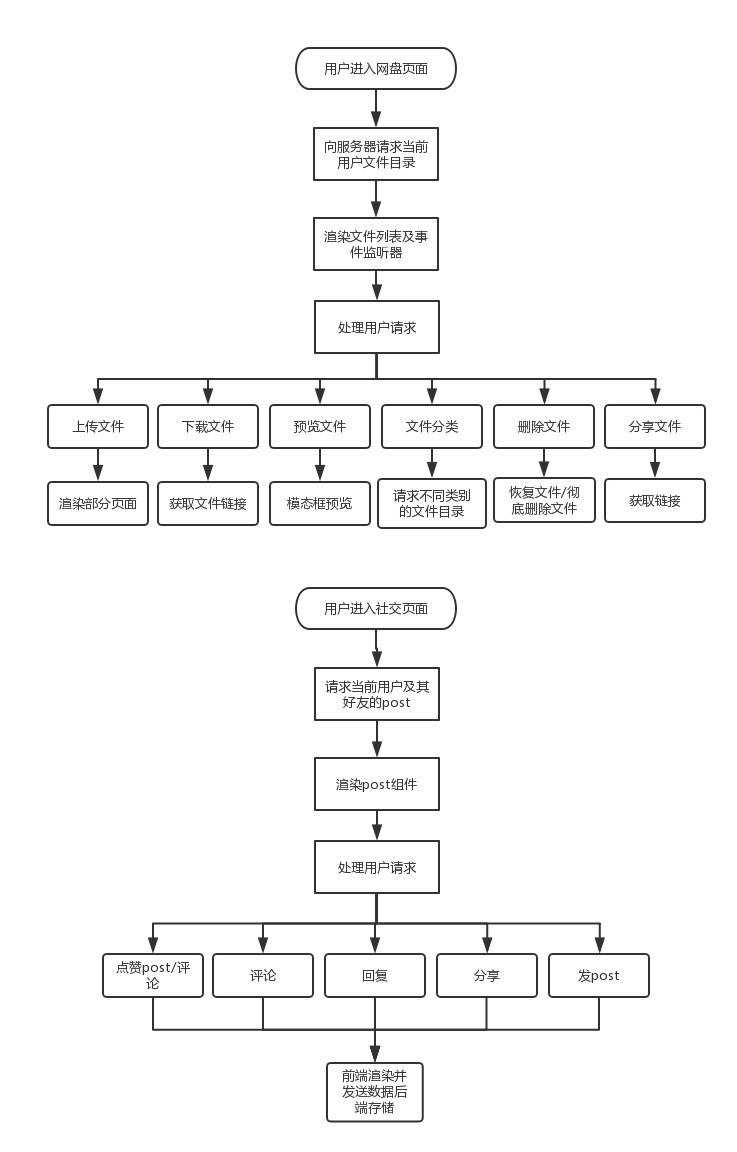 用户进入网盘页面
向服务器请求当前
用户文件目录
渲染文件列表及事
件监听器
处理用户请求
上传文件
下载文件
预览文件
文件分类
删除文件
分享文件
渲染部分页面
获取文件链接
模态框预览
请求不同类别
的文件目录
恢复文件/彻
底删除文件
获取链接
用户进入社交页面
请求当前用户及其
好友的post
渲染post组件
处理用户请求
点赞post/评
论
评论
回复
分享
发post
前端渲染并
发送数据后
端存储